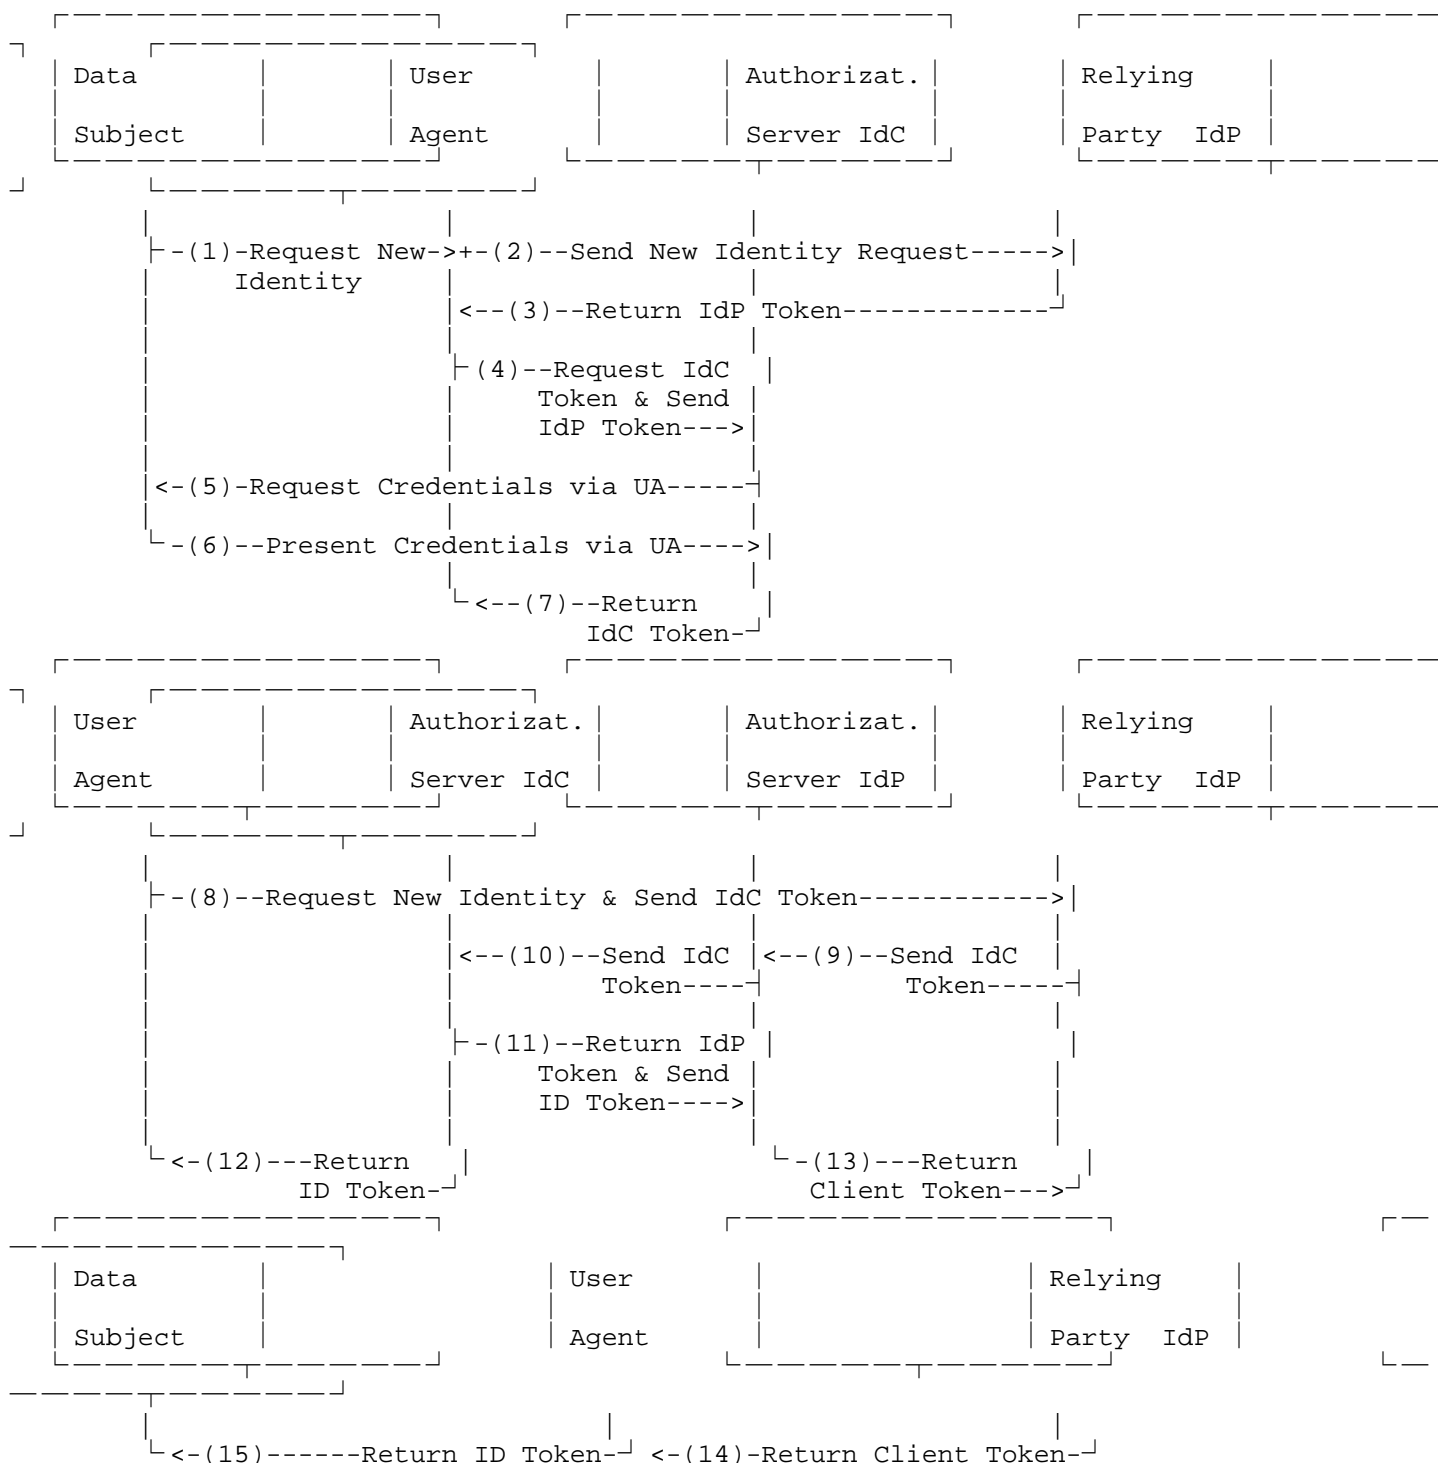 Data User Authorizat. Relying
Subject Agent Server IdC Party IdP
-(1)-Request New->+-(2)--Send New Identity Request----->|
Identity
|<--(3)--Return IdP Token-------------
(4)--Request IdC
Token & Send
IdP Token--->|
|<-(5)-Request Credentials via UA-----
-(6)--Present Credentials via UA---->|
<--(7)--Return
IdC Token-
User Authorizat. Authorizat. Relying
Agent Server IdC Server IdP Party IdP
-(8)--Request New Identity & Send IdC Token------------>|
|<--(10)--Send IdC |<--(9)--Send IdC
Token---- Token-----
-(11)--Return IdP
Token & Send
ID Token---->|
<-(12)---Return -(13)---Return
ID Token- Client Token--->
Data User Relying
Subject Agent Party IdP
<-(15)------Return ID Token- <-(14)-Return Client Token-